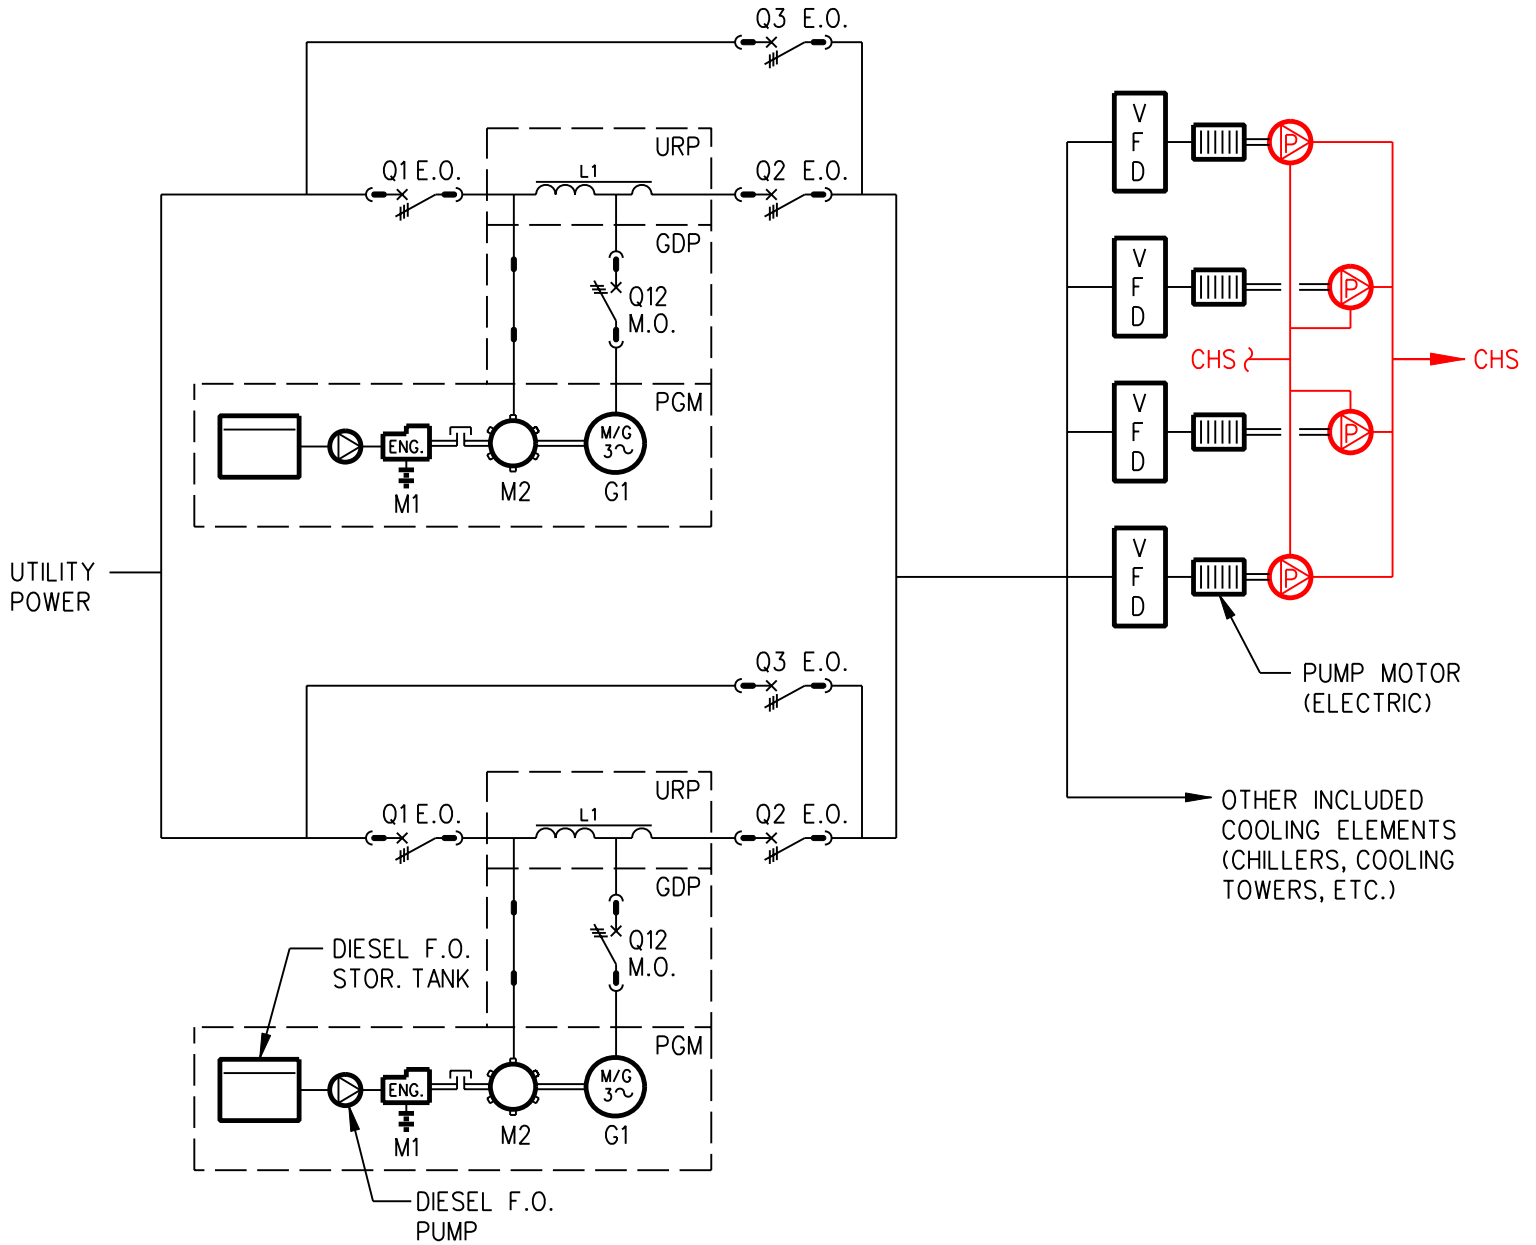 Q3 E.O.
URP
Q1 E.O.
L1
Q2 E.O.
GDP
Q12
M.O.
PGM
M/G
3~
ENG.
M1
M2
G1
UTILITY
POWER
V
F
D
P
V
F
D
P
CHS
CHS
V
F
D
P
V
F
D
P
PUMP MOTOR
(ELECTRIC)
Q3 E.O.
URP
Q1 E.O.
L1
Q2 E.O.
GDP
Q12
M.O.
DIESEL F.O.
STOR. TANK
PGM
M/G
3~
ENG.
M1
M2
G1
DIESEL F.O.
PUMP
OTHER INCLUDED
COOLING ELEMENTS
(CHILLERS, COOLING
TOWERS, ETC.)